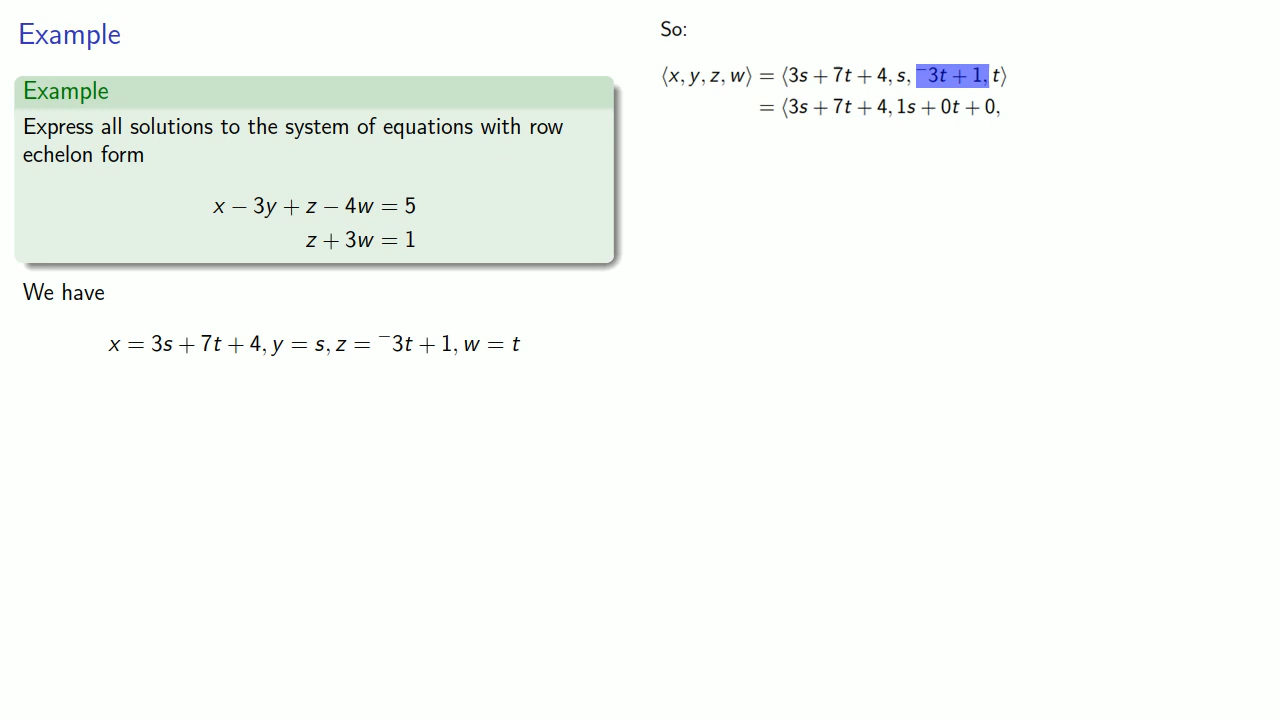 Example
Example
Express all solutions to the system of equations with row
echelon form
x − 3y + z − 4w = 5
z + 3w = 1
We have
x = 3s + 7t + 4, y = s, z = ⁻3t + 1, w = t
So:
⟨x, y, z, w⟩ = ⟨3s + 7t + 4, s, ⁻3t + 1, t⟩
= ⟨3s + 7t + 4, 1s + 0t + 0,